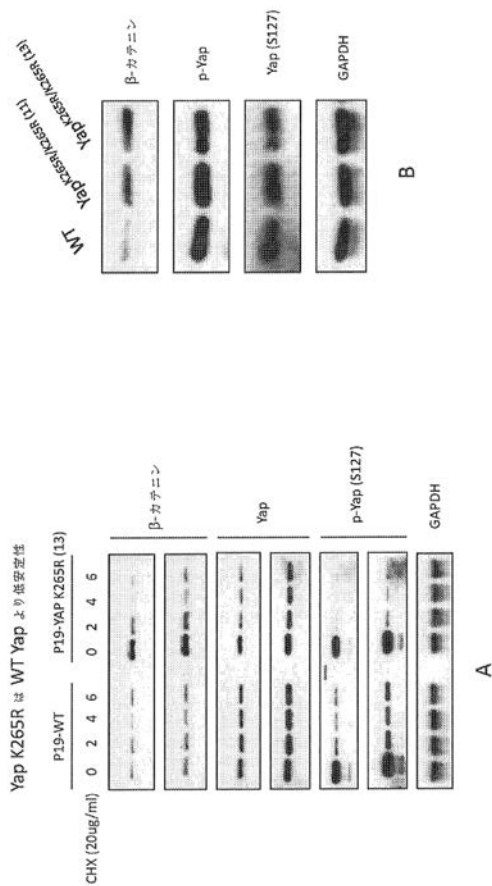 Yap K265R は WT Yap より低安定性
P19-WT
P19-YAP K265R (13)
CHX (20ug/ml)
0 2 4 6 0 2 4 6
β-カテニン
Yap
p-Yap (S127)
GAPDH
A
WT
Yap K265R/K265R (11)
Yap K265R/K265R (13)
β-カテニン
p-Yap
Yap (S127)
GAPDH
B